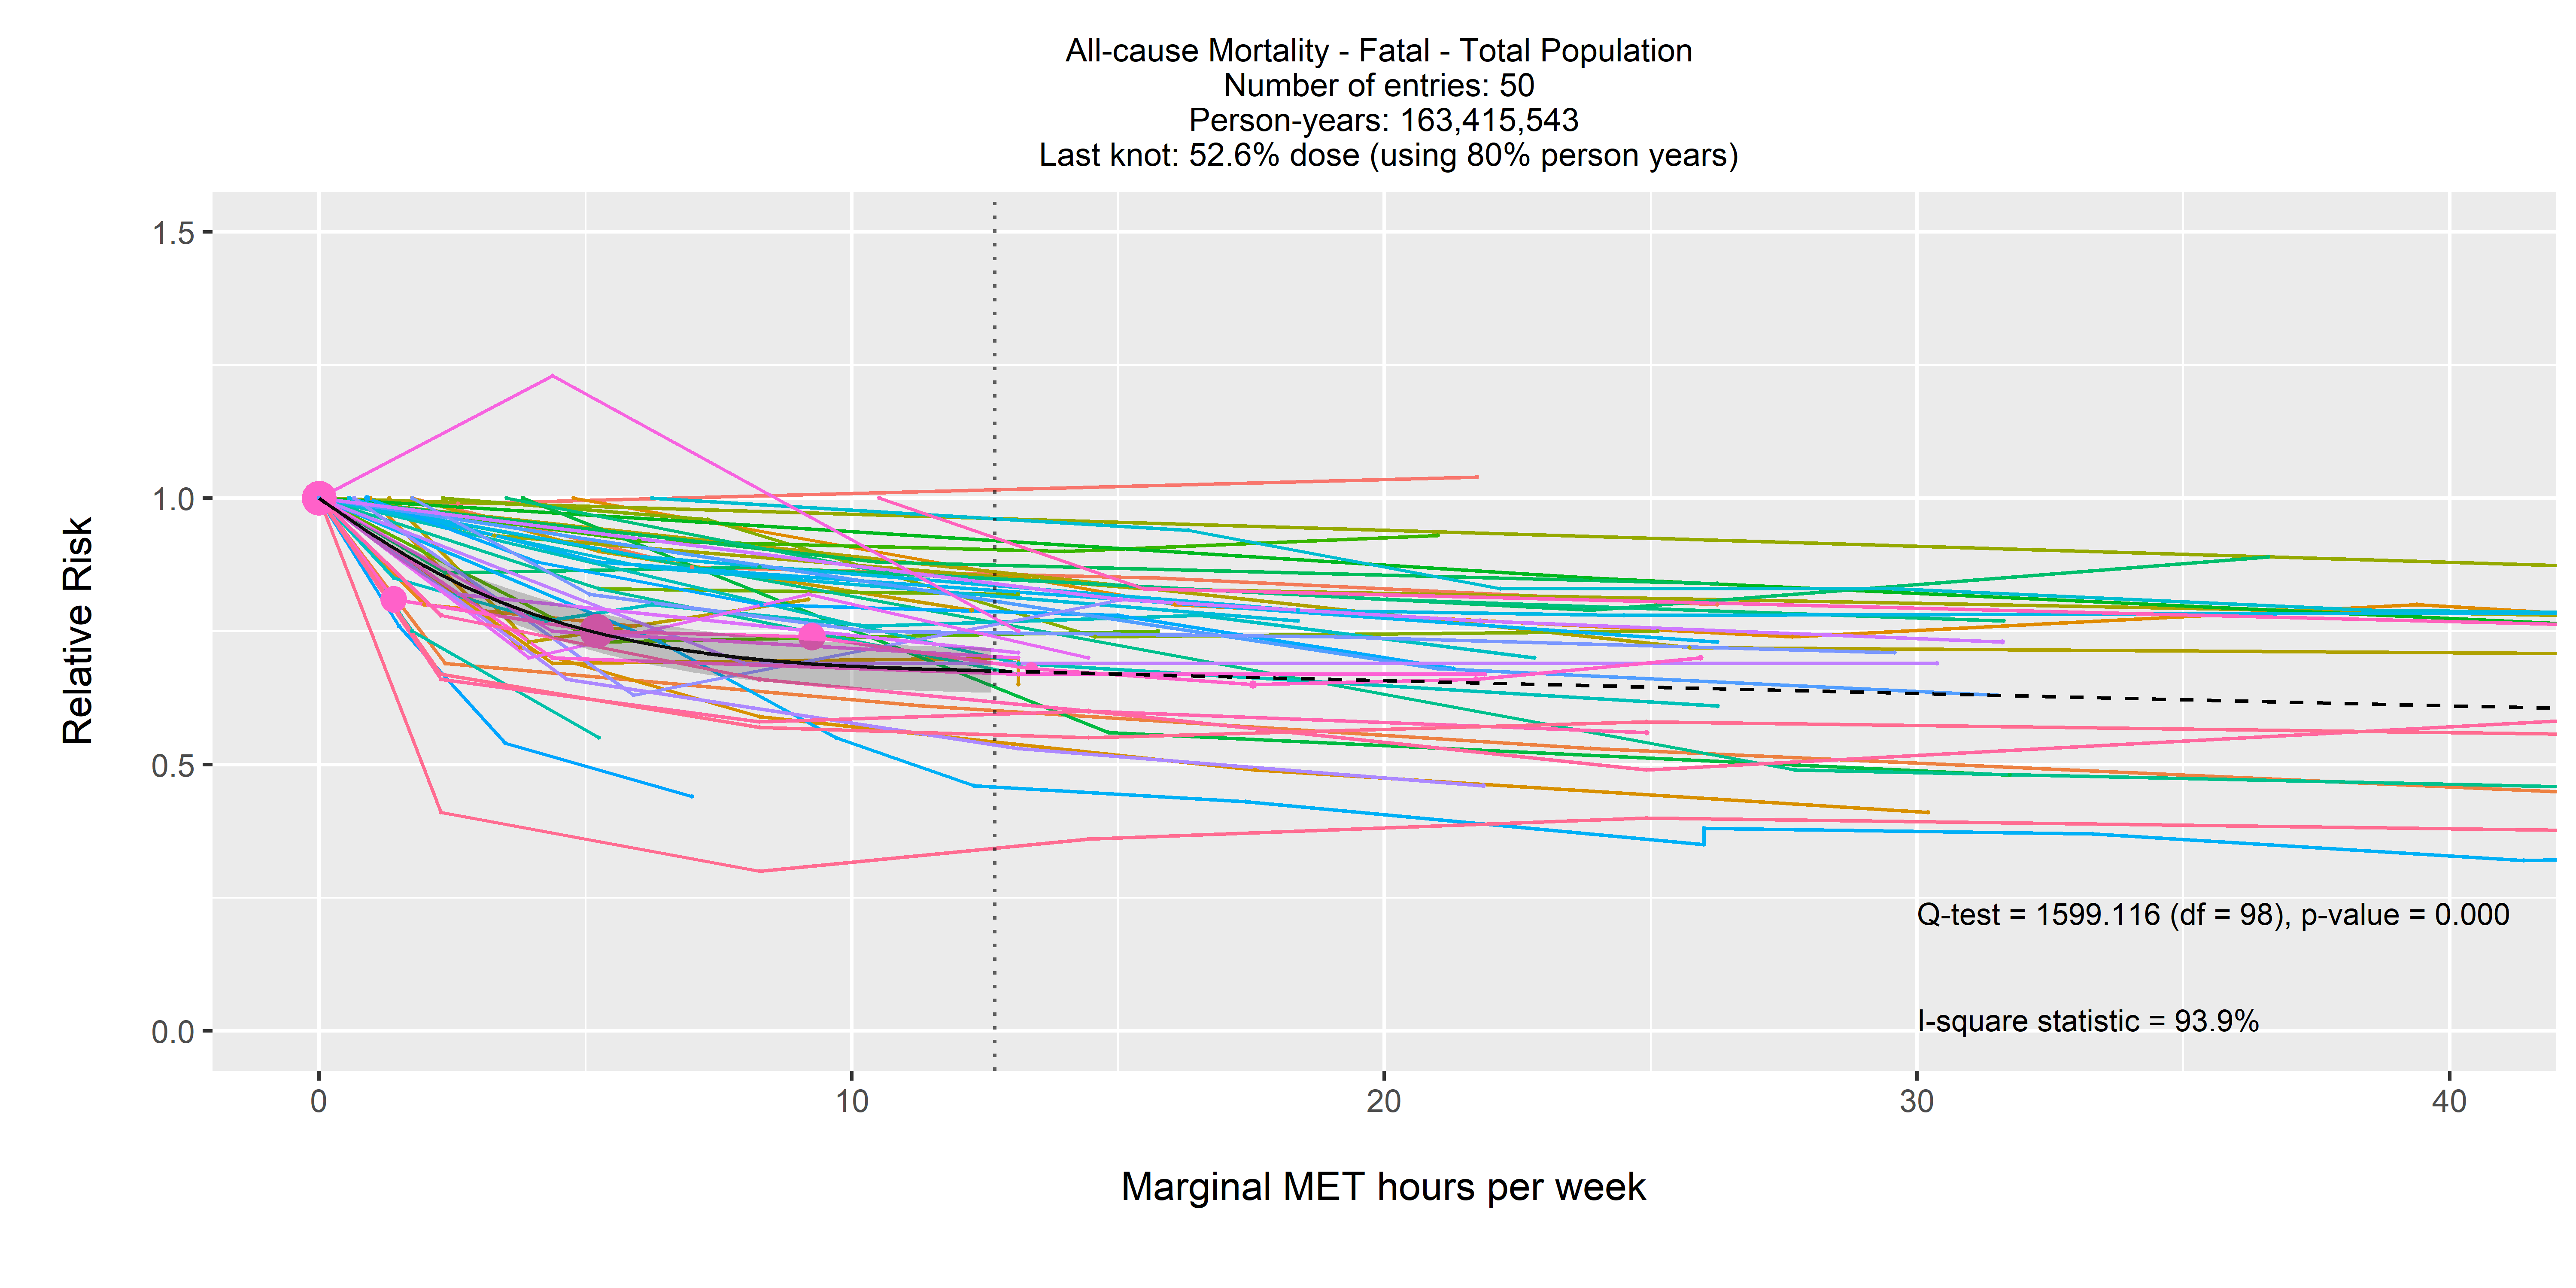 All-cause Mortality - Fatal - Total Population
Number of entries: 50
Person-years: 163,415,543
Last knot: 52.6% dose (using 80% person years)
1.5
1.0
0.5
0.0
Relative Risk
Q-test = 1599.116 (df = 98), p-value = 0.000
I-square statistic = 93.9%
0 10 20 30 40
Marginal MET hours per week